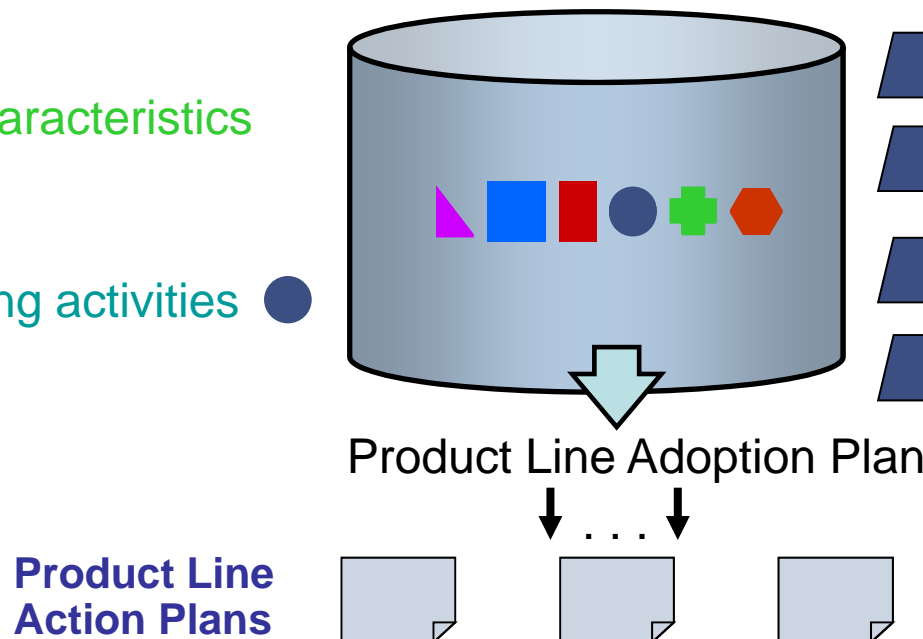 aracteristics
ng activities
Product Line Adoption Plan
. . .
Product Line
Action Plans